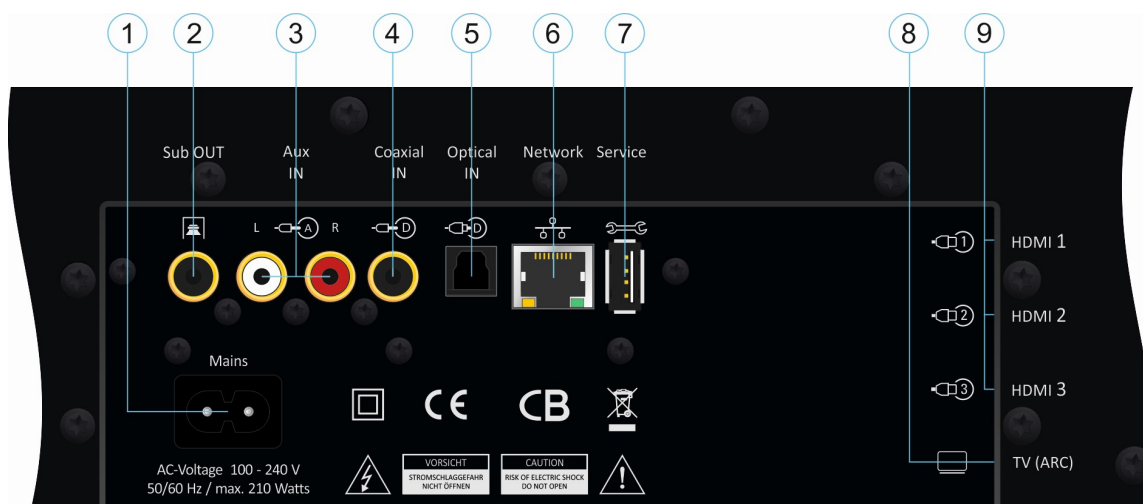 1 2 3 4 5 6 7 8 9
Sub OUT
Aux
IN
Coaxial
IN
Optical
IN
Network
Service
L
A
R
D
D
1
HDMI 1
2
HDMI 2
3
HDMI 3
TV (ARC)
Mains
AC-Voltage 100 - 240 V
50/60 Hz / max. 210 Watts
CE
CB
VORSICHT
STROMSCHLAGGEFAHR
NICHT ÖFFNEN
CAUTION
RISK OF ELECTRIC SHOCK
DO NOT OPEN
!